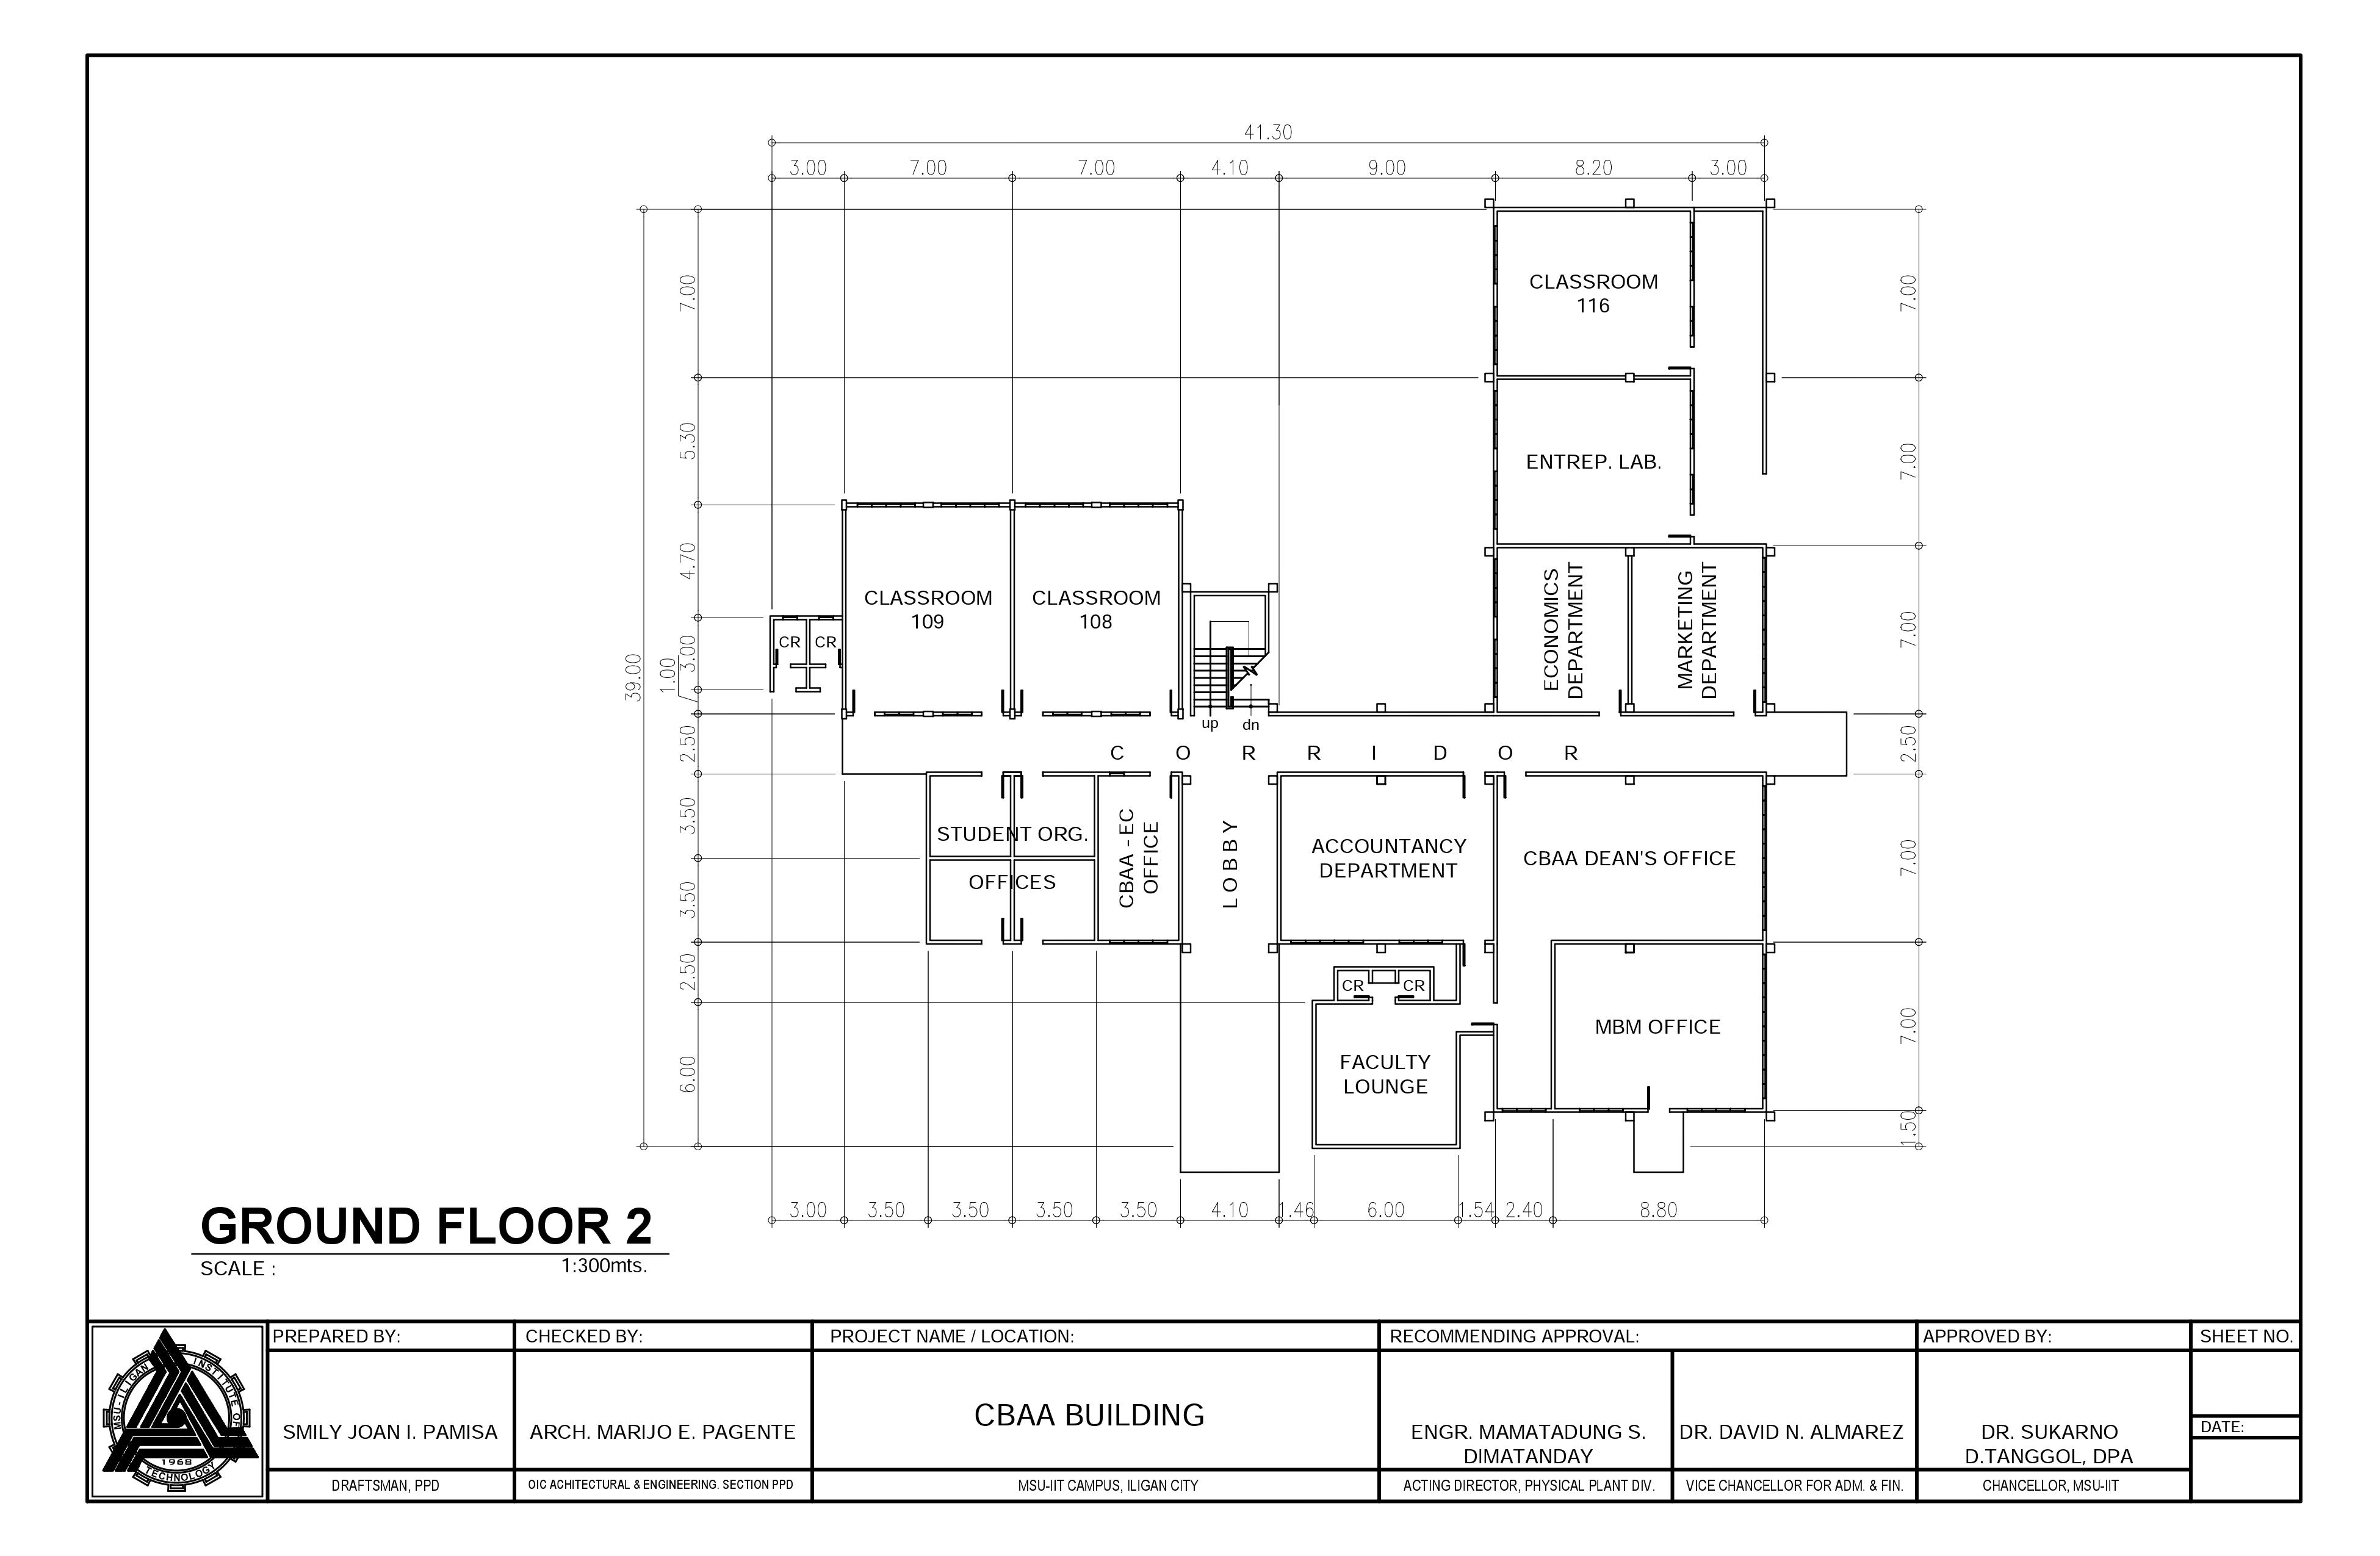 41.30
3.00 7.00 7.00 4.10 9.00 8.20 3.00
39.00
7.00
5.30
4.70
3.00
1.00
2.50
3.50
3.50
2.50
6.00
7.00
7.00
7.00
2.50
7.00
7.00
1.50
CLASSROOM
116
ENTREP. LAB.
CLASSROOM
109
CLASSROOM
108
CR CR
ECONOMICS
DEPARTMENT
MARKETING
DEPARTMENT
up dn
C O R R I D O R
STUDENT ORG.
OFFICES
CBAA - EC
OFFICE
LOBBY
ACCOUNTANCY
DEPARTMENT
CBAA DEAN'S OFFICE
CR CR
MBM OFFICE
FACULTY
LOUNGE
3.00 3.50 3.50 3.50 3.50 4.10 1.46 6.00 1.54 2.40 8.80
GROUND FLOOR 2
SCALE : 1:300mts.
MSU-ILIGAN INSTITUTE OF TECHNOLOGY
1968
PREPARED BY:
SMILY JOAN I. PAMISA
DRAFTSMAN, PPD
CHECKED BY:
ARCH. MARIJO E. PAGENTE
OIC ACHITECTURAL & ENGINEERING. SECTION PPD
PROJECT NAME / LOCATION:
CBAA BUILDING
MSU-IIT CAMPUS, ILIGAN CITY
RECOMMENDING APPROVAL:
ENGR. MAMATADUNG S.
DIMATANDAY
ACTING DIRECTOR, PHYSICAL PLANT DIV.
DR. DAVID N. ALMAREZ
VICE CHANCELLOR FOR ADM. & FIN.
APPROVED BY:
DR. SUKARNO
D.TANGGOL, DPA
CHANCELLOR, MSU-IIT
SHEET NO.
DATE: